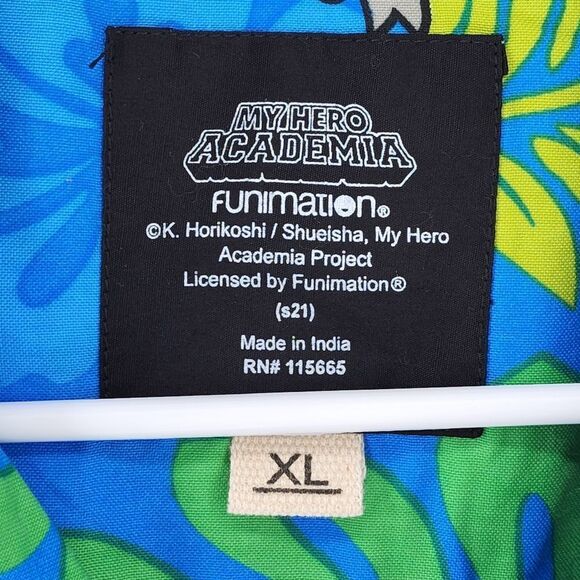 MY HERO
ACADEMIA
FUNIMATION®
©K. Horikoshi / Shueisha, My Hero
Academia Project
Licensed by Funimation®
(s21)
Made in India
RN# 115665
XL